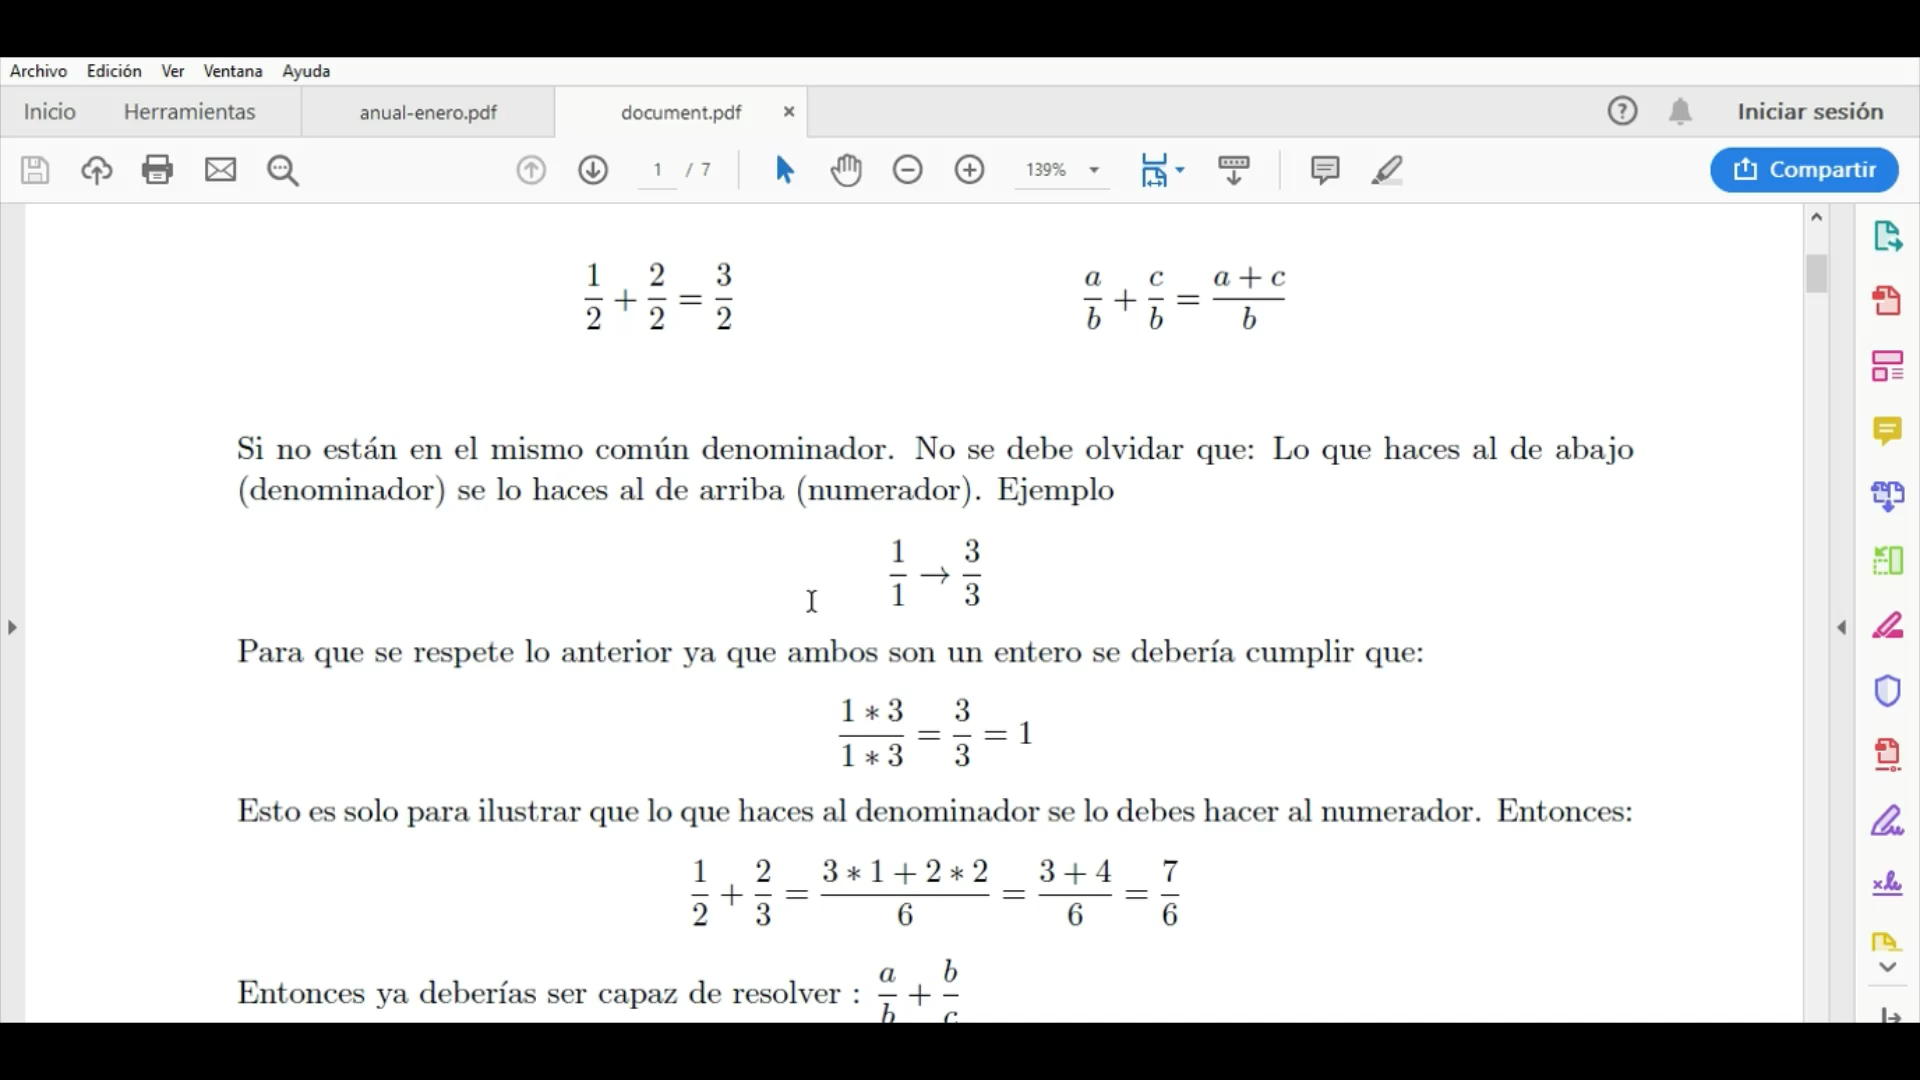 Archivo Edición Ver Ventana Ayuda
Inicio Herramientas anual-enero.pdf document.pdf × ? Iniciar sesión
1 / 7 139% Compartir
1/2 + 2/2 = 3/2 a/b + c/b = (a + c)/b
Si no están en el mismo común denominador. No se debe olvidar que: Lo que haces al de abajo
(denominador) se lo haces al de arriba (numerador). Ejemplo
1/1 → 3/3
Para que se respete lo anterior ya que ambos son un entero se debería cumplir que:
(1 * 3)/(1 * 3) = 3/3 = 1
Esto es solo para ilustrar que lo que haces al denominador se lo debes hacer al numerador. Entonces:
1/2 + 2/3 = (3 * 1 + 2 * 2)/6 = (3 + 4)/6 = 7/6
Entonces ya deberías ser capaz de resolver : a/b + b/c